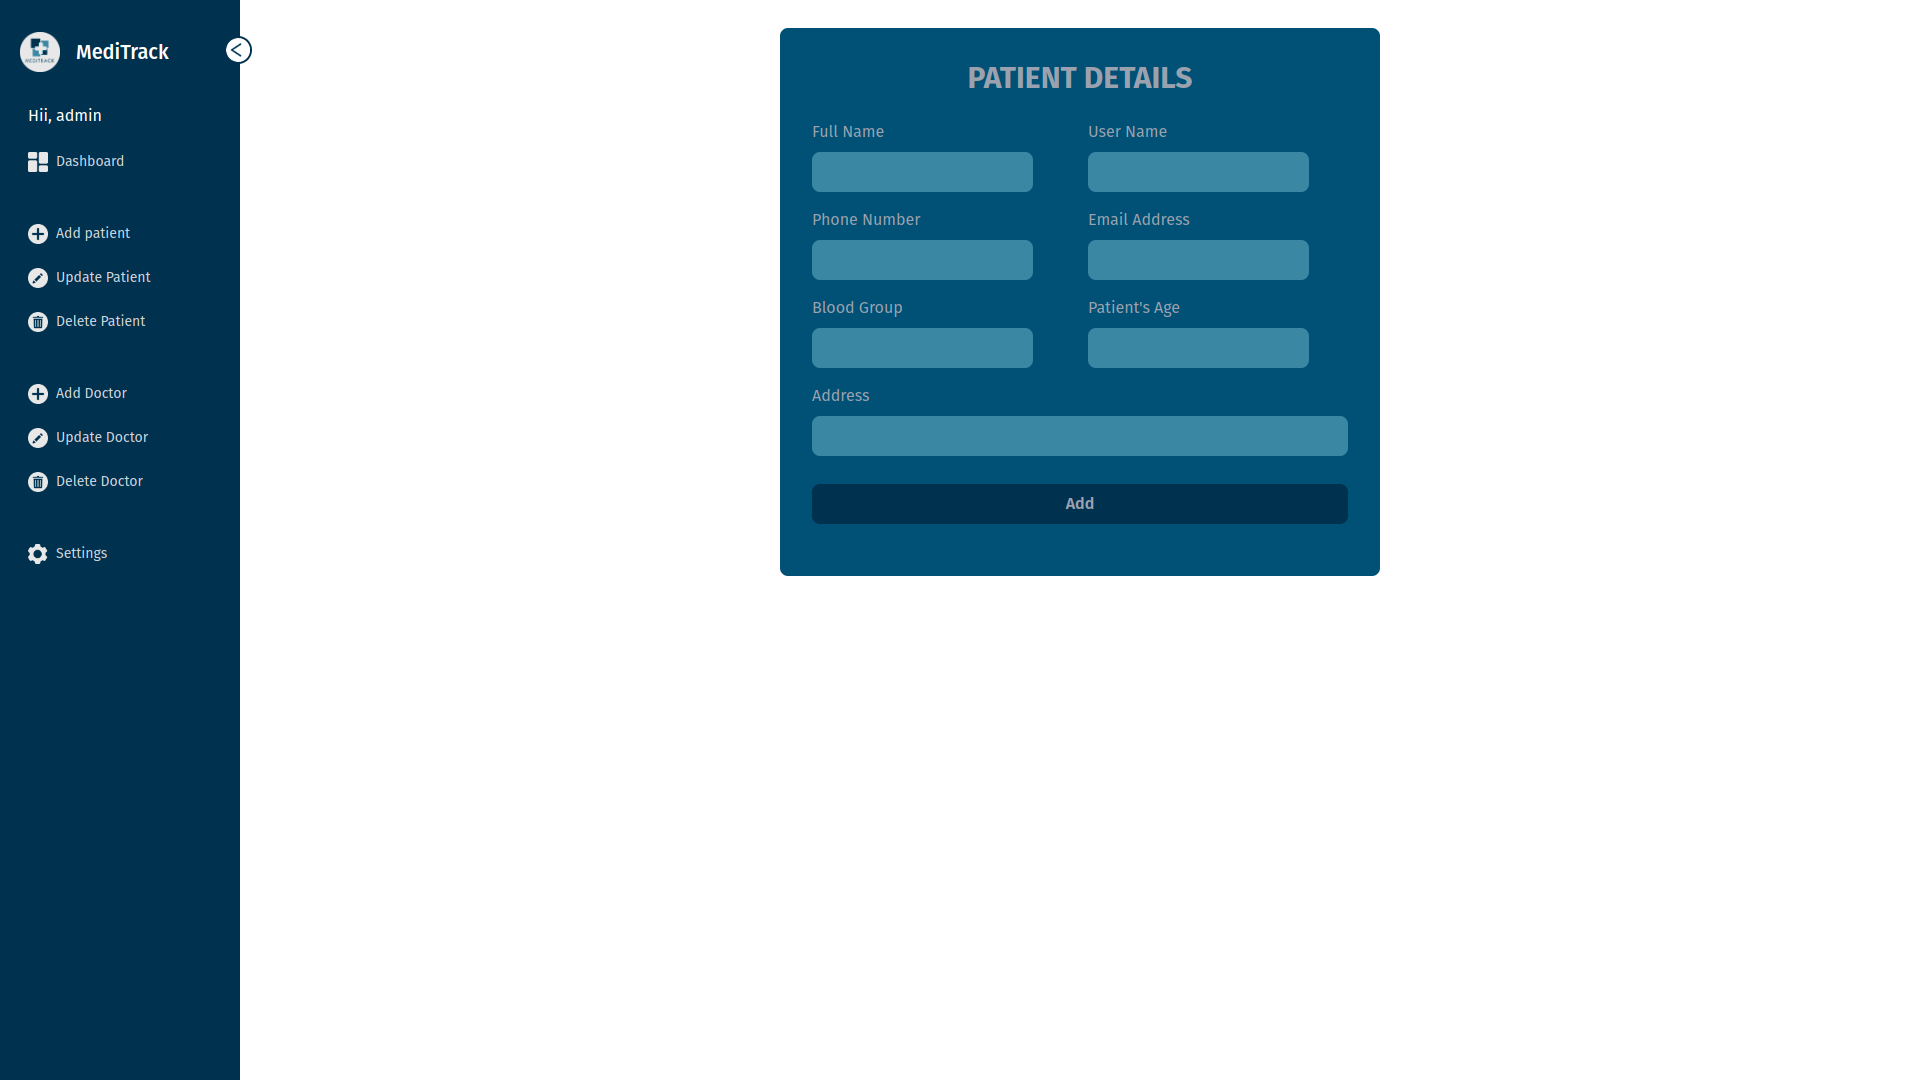 MEDITRACK
MediTrack
Hii, admin
Dashboard
Add patient
Update Patient
Delete Patient
Add Doctor
Update Doctor
Delete Doctor
Settings
PATIENT DETAILS
Full Name
User Name
Phone Number
Email Address
Blood Group
Patient's Age
Address
Add